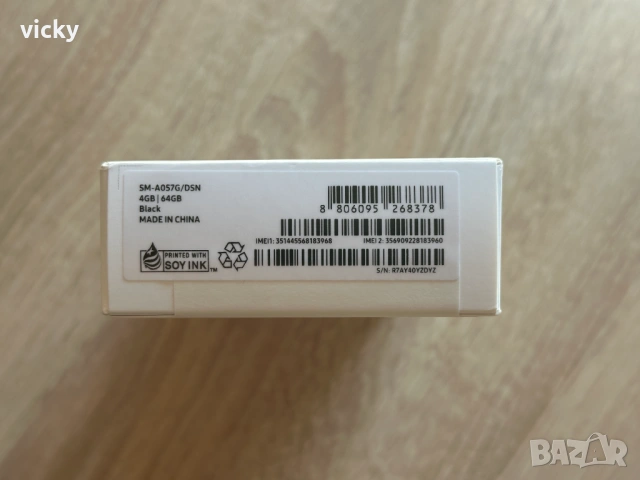 vicky
SM-A057G/DSN
4GB | 64GB
Black
MADE IN CHINA
8 806095 268378
IMEI1: 351445568183968 IMEI 2: 356909228183960
PRINTED WITH
SOY INK™
S/N: R7AY40YZDYZ
BAZAR